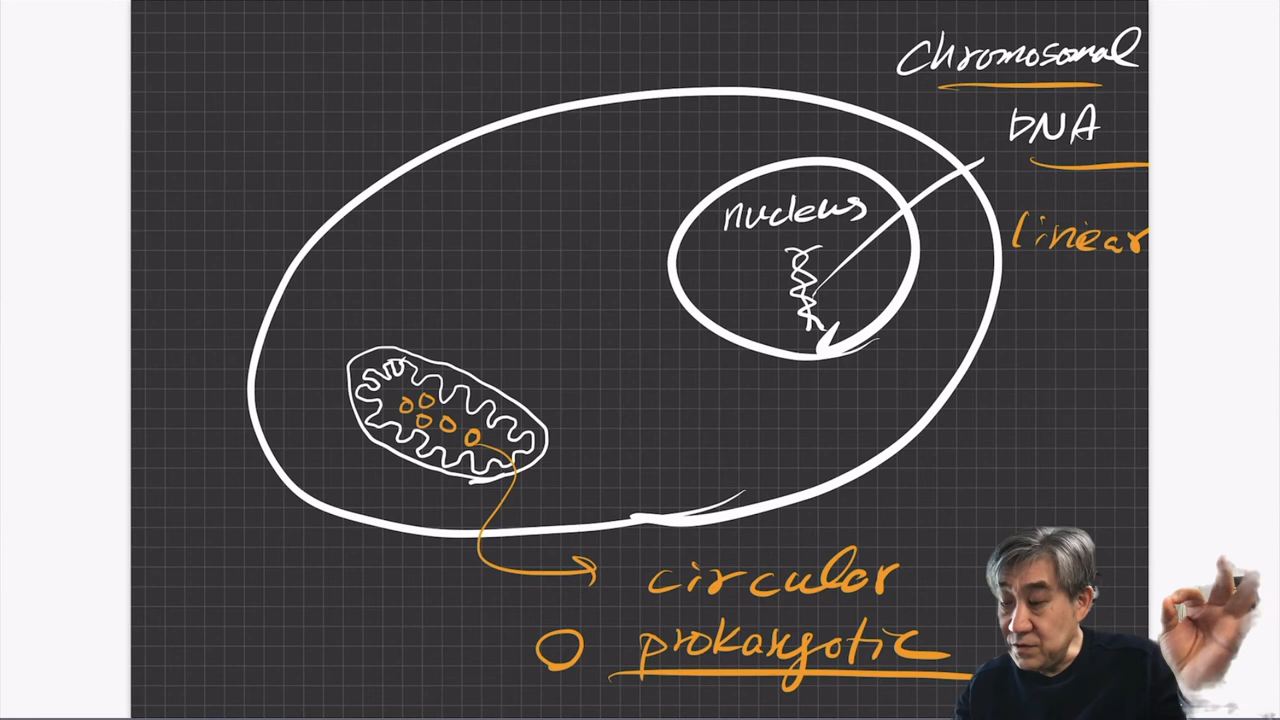 chromosomal
DNA
nucleus
linear
circular
prokaryotic